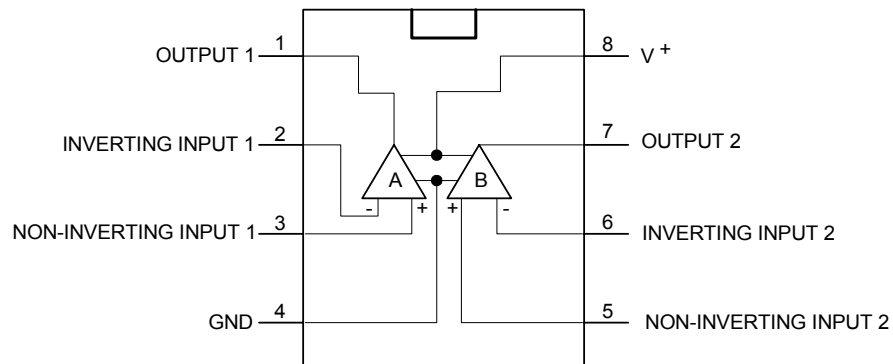 OUTPUT 1
1
8
V+
INVERTING INPUT 1
2
7
OUTPUT 2
A
B
- +
+ -
NON-INVERTING INPUT 1
3
6
INVERTING INPUT 2
GND
4
5
NON-INVERTING INPUT 2